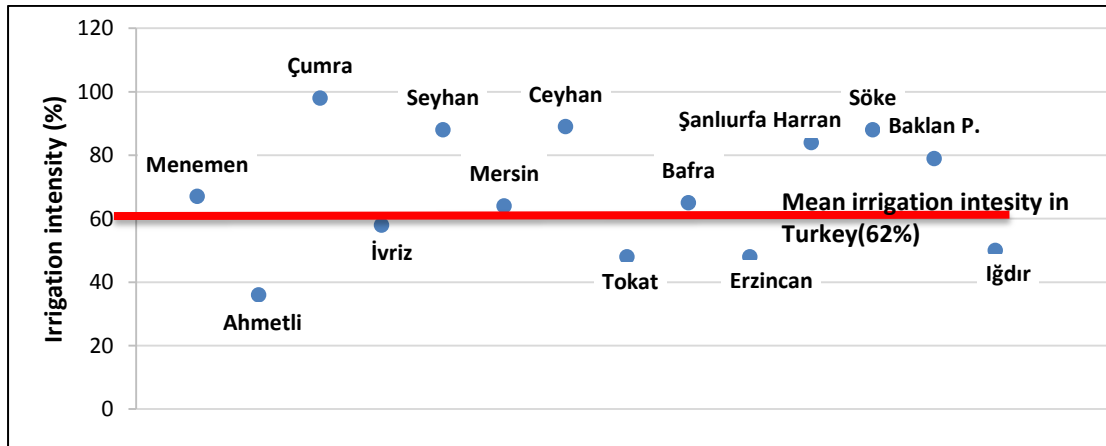 120
100
80
60
40
20
0
Irrigation intensity (%)
Menemen
Ahmetli
Çumra
İvriz
Seyhan
Mersin
Ceyhan
Tokat
Bafra
Erzincan
Şanlıurfa Harran
Söke
Baklan P.
Iğdır
Mean irrigation intesity in
Turkey(62%)